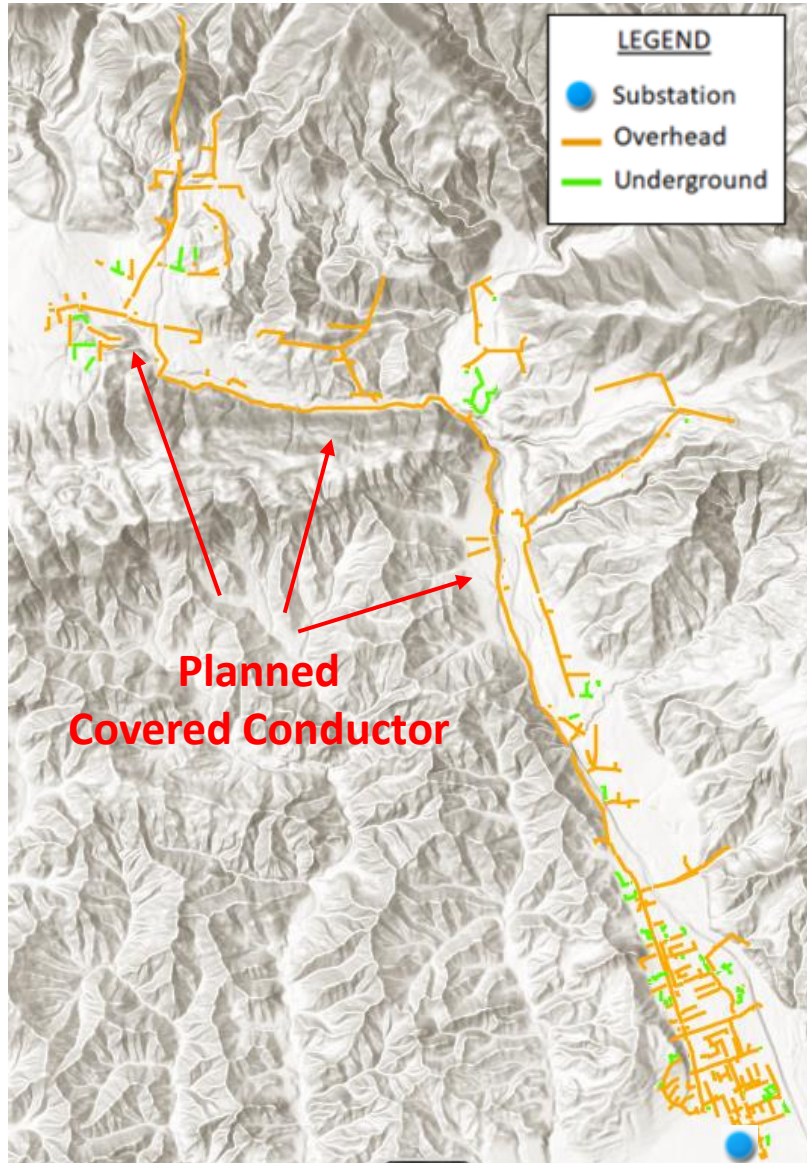 LEGEND
Substation
Overhead
Underground
Planned
Covered Conductor